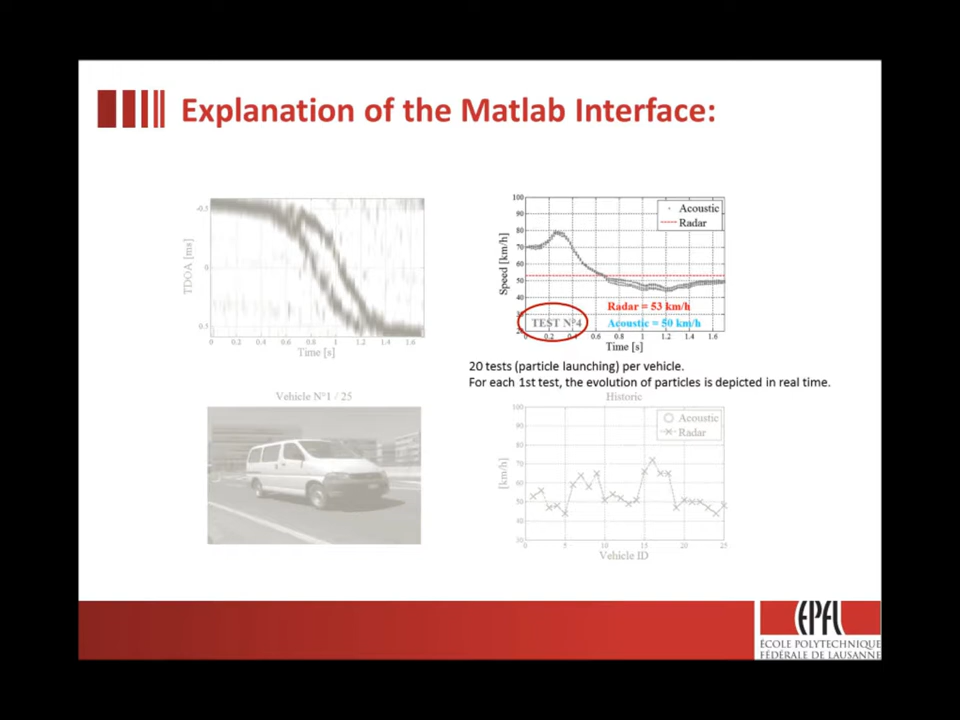 Explanation of the Matlab Interface:
-0.5
0
0.5
TDOA [ms]
0 0.2 0.4 0.6 0.8 1 1.2 1.4 1.6
Time [s]
100
90
80
70
60
50
40
Speed [km/h]
Acoustic
Radar
Radar = 53 km/h
TEST N°4
Acoustic = 50 km/h
0 0.2 0.4 0.6 0.8 1.0 1.2 1.4 1.6
Time [s]
20 tests (particle launching) per vehicle.
For each 1st test, the evolution of particles is depicted in real time.
Vehicle N°1 / 25
Historic
100
90
80
70
60
50
40
30
[km/h]
Acoustic
Radar
0 5 10 15 20 25
Vehicle ID
EPFL
ÉCOLE POLYTECHNIQUE
FÉDÉRALE DE LAUSANNE